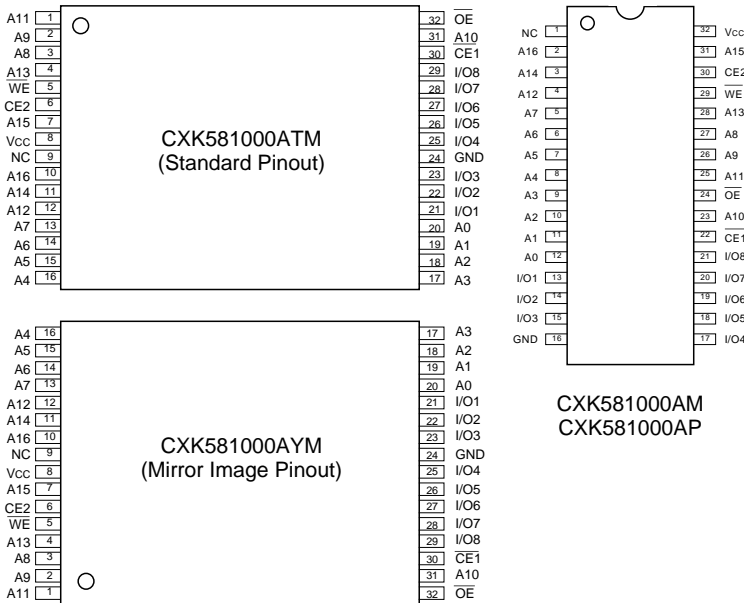 A11 1 32 OE
A9 2 31 A10
A8 3 30 CE1
A13 4 29 I/O8
WE 5 28 I/O7
CE2 6 27 I/O6
A15 7 26 I/O5
Vcc 8 25 I/O4
NC 9 24 GND
A16 10 23 I/O3
A14 11 22 I/O2
A12 12 21 I/O1
A7 13 20 A0
A6 14 19 A1
A5 15 18 A2
A4 16 17 A3
CXK581000ATM
(Standard Pinout)
A4 16 17 A3
A5 15 18 A2
A6 14 19 A1
A7 13 20 A0
A12 12 21 I/O1
A14 11 22 I/O2
A16 10 23 I/O3
NC 9 24 GND
Vcc 8 25 I/O4
A15 7 26 I/O5
CE2 6 27 I/O6
WE 5 28 I/O7
A13 4 29 I/O8
A8 3 30 CE1
A9 2 31 A10
A11 1 32 OE
CXK581000AYM
(Mirror Image Pinout)
NC 1 32 Vcc
A16 2 31 A15
A14 3 30 CE2
A12 4 29 WE
A7 5 28 A13
A6 6 27 A8
A5 7 26 A9
A4 8 25 A11
A3 9 24 OE
A2 10 23 A10
A1 11 22 CE1
A0 12 21 I/O8
I/O1 13 20 I/O7
I/O2 14 19 I/O6
I/O3 15 18 I/O5
GND 16 17 I/O4
CXK581000AM
CXK581000AP